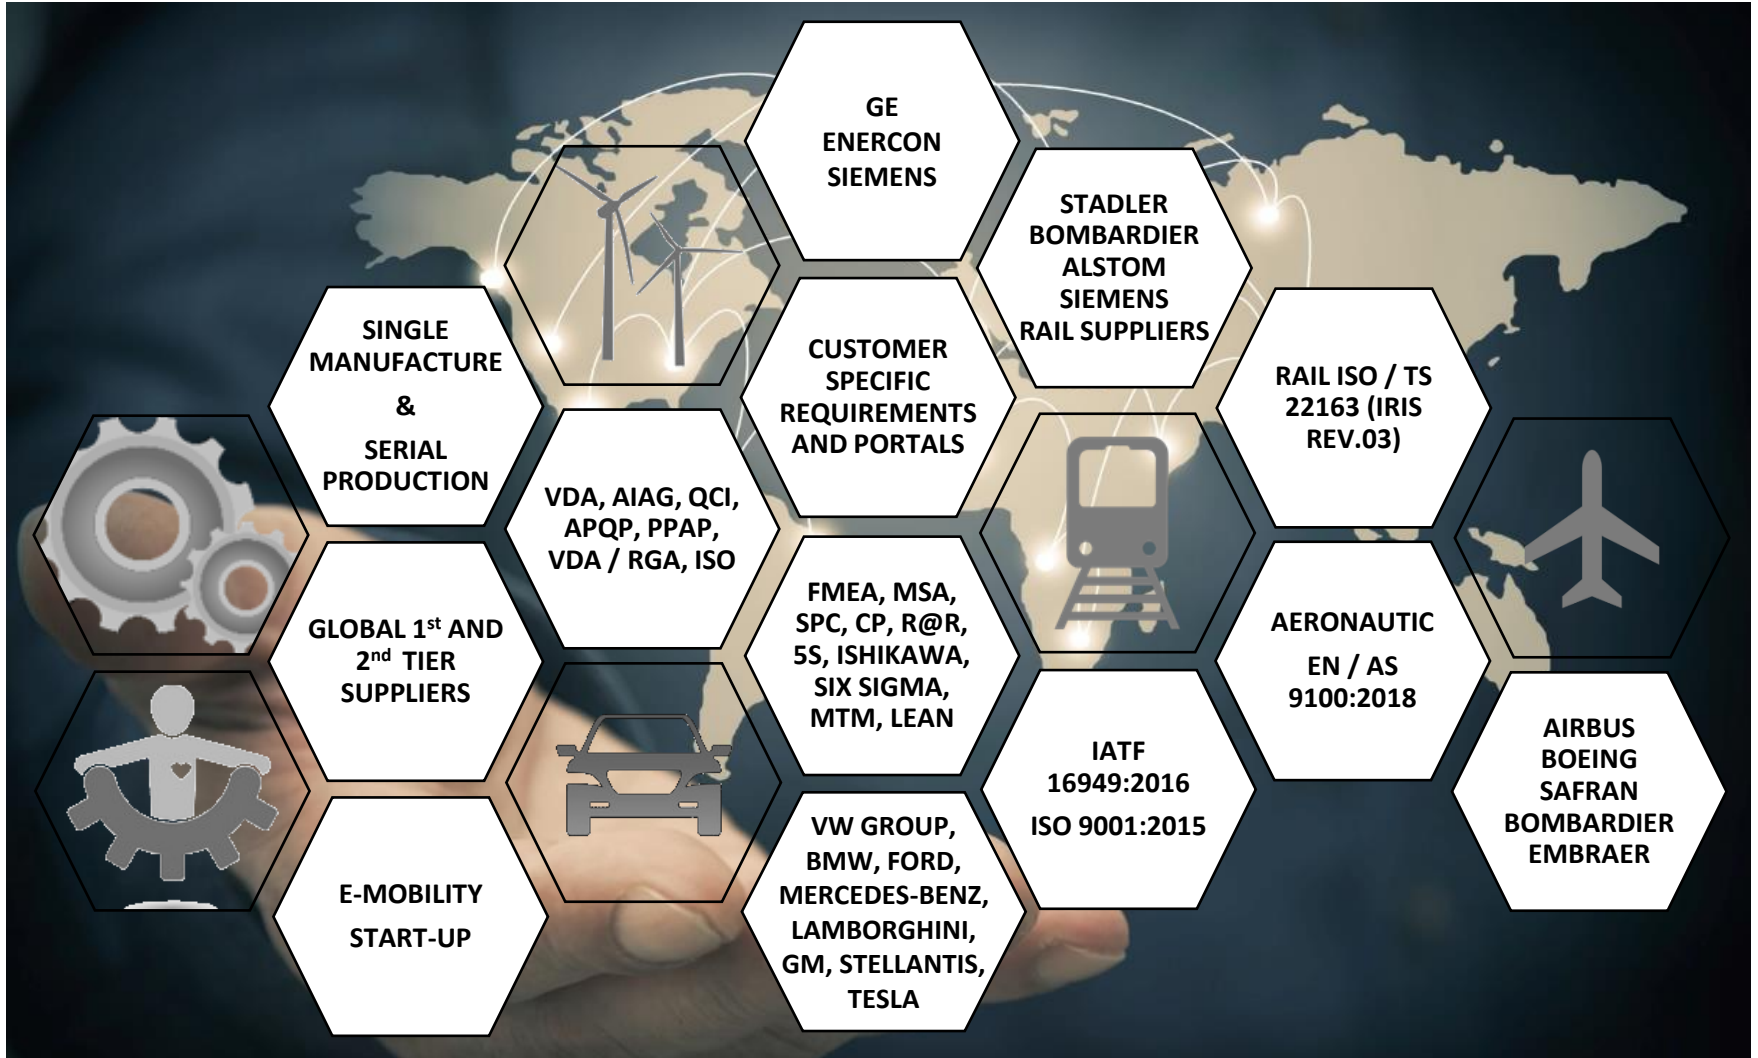 GE
ENERCON
SIEMENS
STADLER
BOMBARDIER
ALSTOM
SIEMENS
RAIL SUPPLIERS
SINGLE
MANUFACTURE
&
SERIAL
PRODUCTION
CUSTOMER
SPECIFIC
REQUIREMENTS
AND PORTALS
RAIL ISO / TS
22163 (IRIS
REV.03)
VDA, AIAG, QCI,
APQP, PPAP,
VDA / RGA, ISO
GLOBAL 1st AND
2nd TIER
SUPPLIERS
FMEA, MSA,
SPC, CP, R@R,
5S, ISHIKAWA,
SIX SIGMA,
MTM, LEAN
AERONAUTIC
EN / AS
9100:2018
IATF
16949:2016
ISO 9001:2015
AIRBUS
BOEING
SAFRAN
BOMBARDIER
EMBRAER
E-MOBILITY
START-UP
VW GROUP,
BMW, FORD,
MERCEDES-BENZ,
LAMBORGHINI,
GM, STELLANTIS,
TESLA